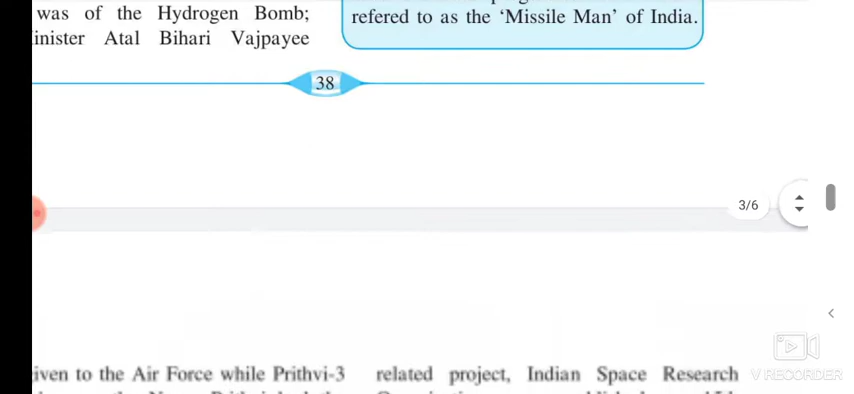 was of the Hydrogen Bomb;
inister Atal Bihari Vajpayee
refered to as the ‘Missile Man’ of India.
38
3/6
iven to the Air Force while Prithvi-3
related project, Indian Space Research
V RECORDER